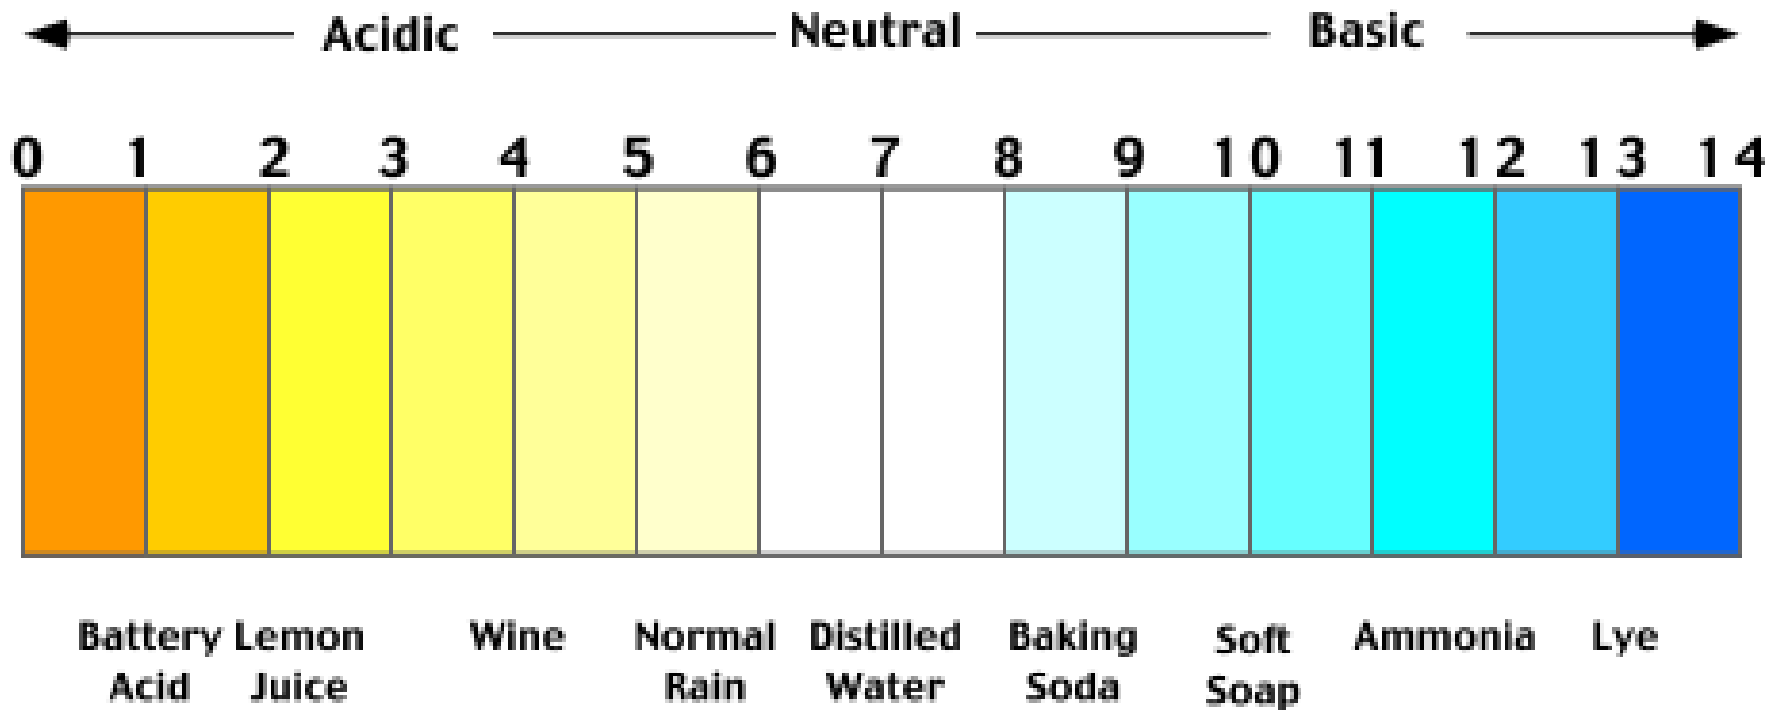 Acidic Neutral Basic
0 1 2 3 4 5 6 7 8 9 10 11 12 13 14
Battery Lemon Wine Normal Distilled Baking Soft Ammonia Lye
Acid Juice Rain Water Soda Soap